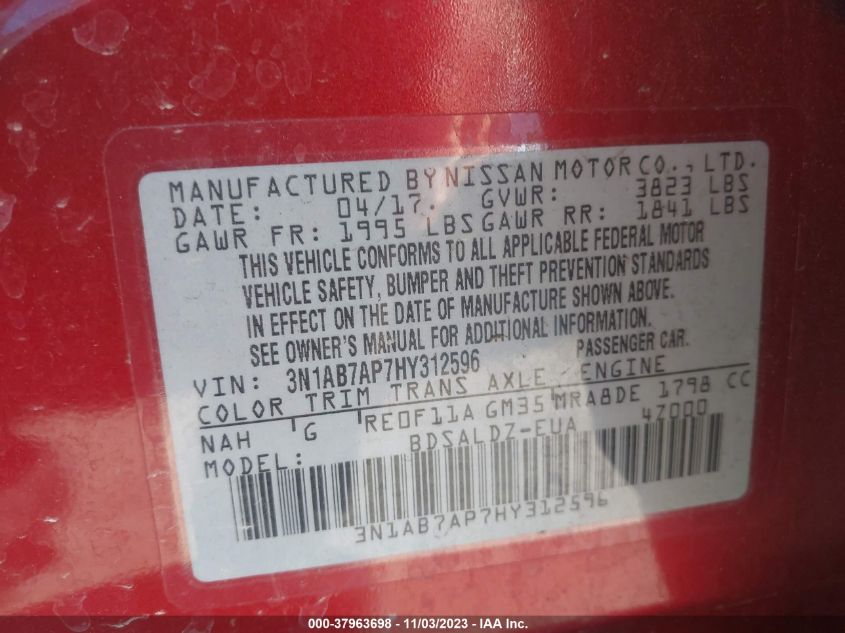 MANUFACTURED BY NISSAN MOTOR CO., LTD.
DATE: 04/17 GVWR: 3823 LBS
GAWR FR: 1995 LBS GAWR RR: 1841 LBS
THIS VEHICLE CONFORMS TO ALL APPLICABLE FEDERAL MOTOR
VEHICLE SAFETY, BUMPER AND THEFT PREVENTION STANDARDS
IN EFFECT ON THE DATE OF MANUFACTURE SHOWN ABOVE.
SEE OWNER'S MANUAL FOR ADDITIONAL INFORMATION.
VIN: 3N1AB7AP7HY312596 PASSENGER CAR.
COLOR TRIM TRANS AXLE ENGINE
NAH G RE0F11A GM35 MRA8DE 1798 CC
MODEL: BDSALDZ-EUA 4Z000
3N1AB7AP7HY312596
000-37963698 - 11/03/2023 - IAA Inc.